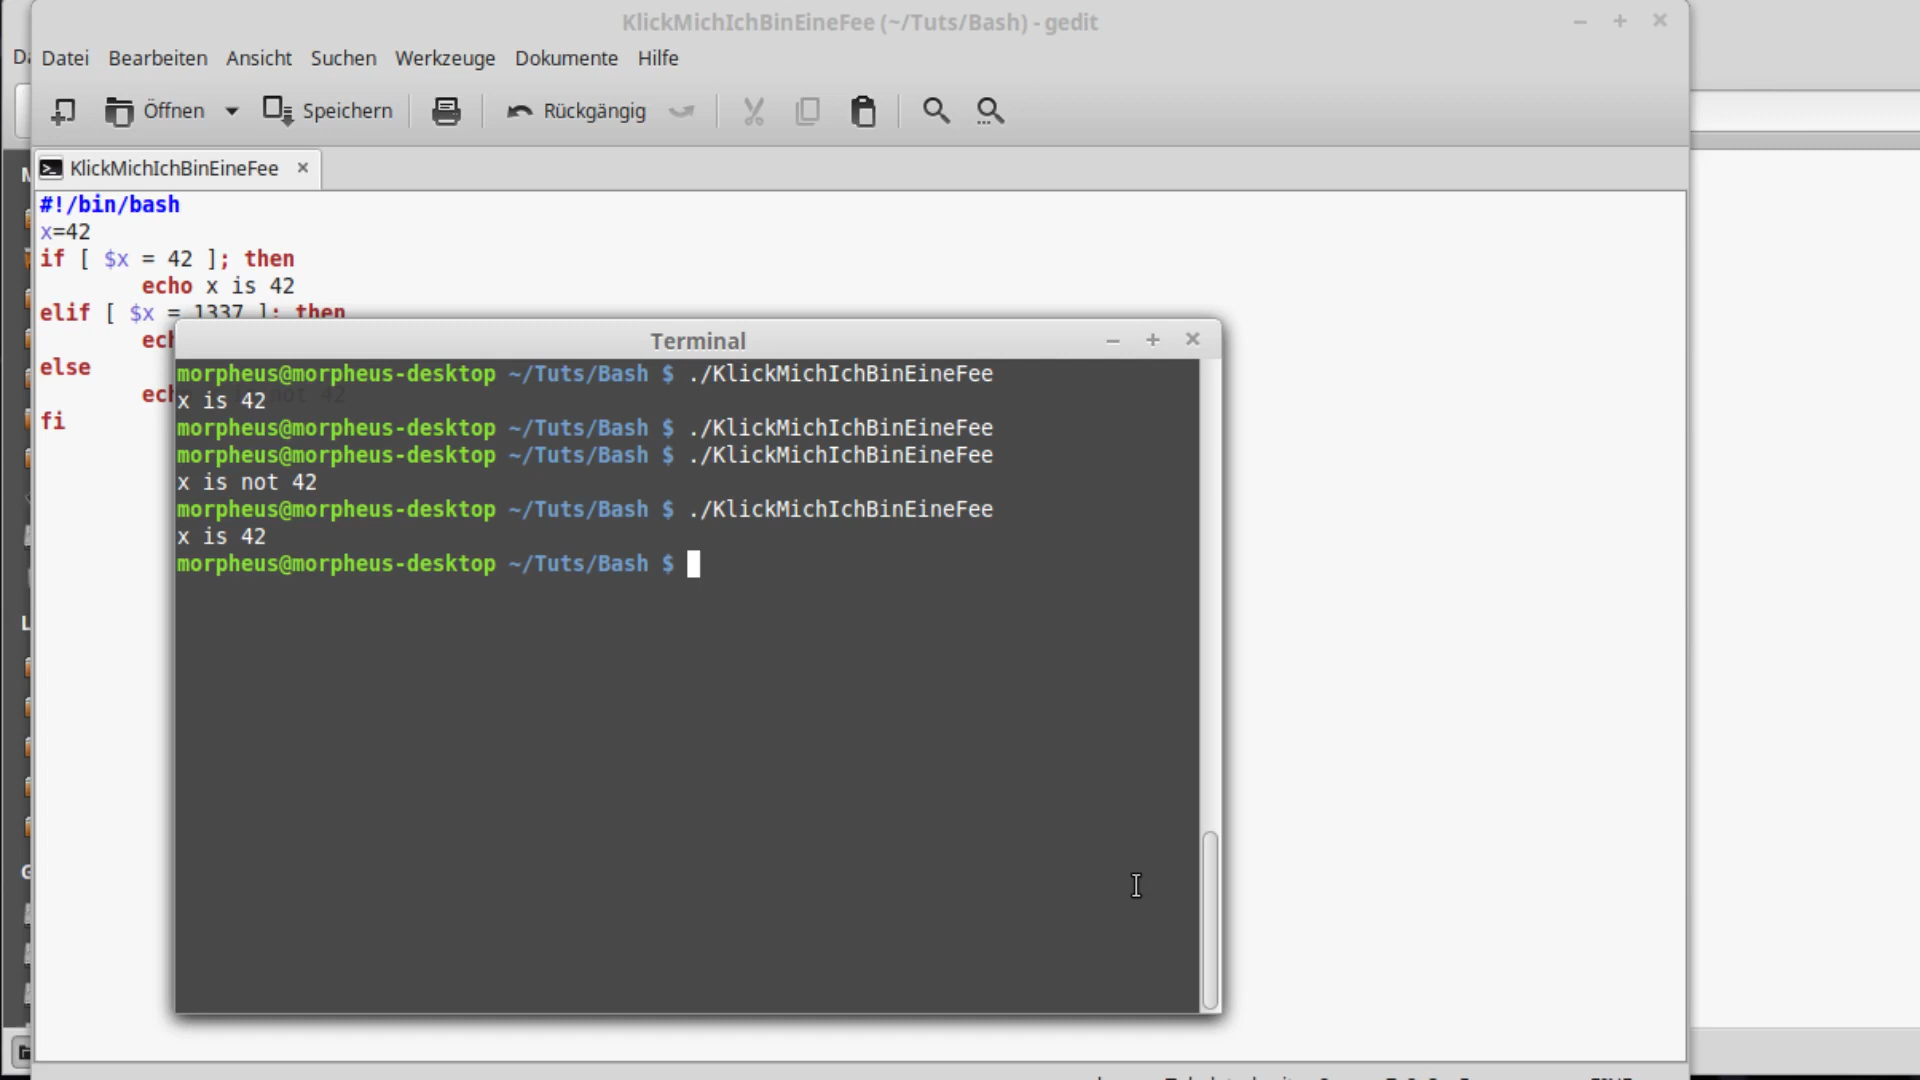 KlickMichIchBinEineFee (~/Tuts/Bash) - gedit
Datei Bearbeiten Ansicht Suchen Werkzeuge Dokumente Hilfe
Öffnen Speichern Rückgängig
KlickMichIchBinEineFee
#!/bin/bash
x=42
if [ $x = 42 ]; then
echo x is 42
elif [ $x = 1337 ]; then
else
not 42
fi
Terminal
morpheus@morpheus-desktop ~/Tuts/Bash $ ./KlickMichIchBinEineFee
x is 42
morpheus@morpheus-desktop ~/Tuts/Bash $ ./KlickMichIchBinEineFee
morpheus@morpheus-desktop ~/Tuts/Bash $ ./KlickMichIchBinEineFee
x is not 42
morpheus@morpheus-desktop ~/Tuts/Bash $ ./KlickMichIchBinEineFee
x is 42
morpheus@morpheus-desktop ~/Tuts/Bash $